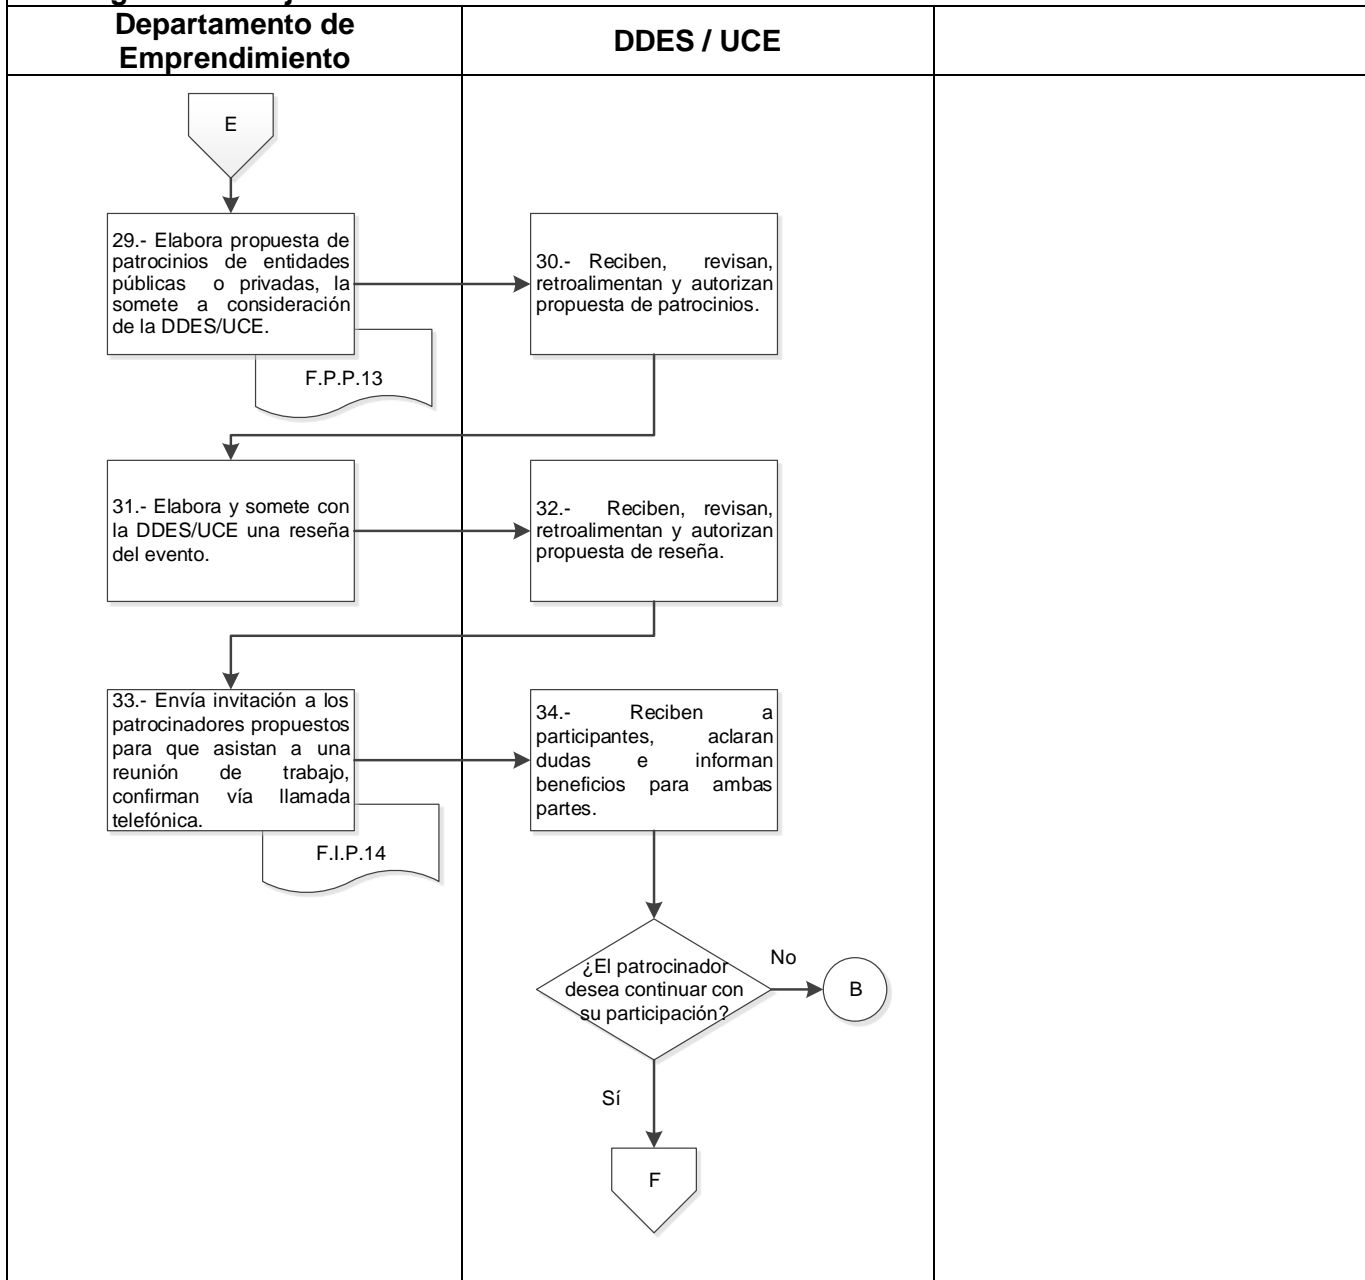 Departamento de
Emprendimiento
DDES / UCE
E
29.- Elabora propuesta de
patrocinios de entidades
públicas o privadas, la
somete a consideración
de la DDES/UCE.
F.P.P.13
30.- Reciben, revisan,
retroalimentan y autorizan
propuesta de patrocinios.
31.- Elabora y somete con
la DDES/UCE una reseña
del evento.
32.- Reciben, revisan,
retroalimentan y autorizan
propuesta de reseña.
33.- Envía invitación a los
patrocinadores propuestos
para que asistan a una
reunión de trabajo,
confirman vía llamada
telefónica.
F.I.P.14
34.- Reciben a
participantes, aclaran
dudas e informan
beneficios para ambas
partes.
¿El patrocinador
desea continuar con
su participación?
No
B
Sí
F